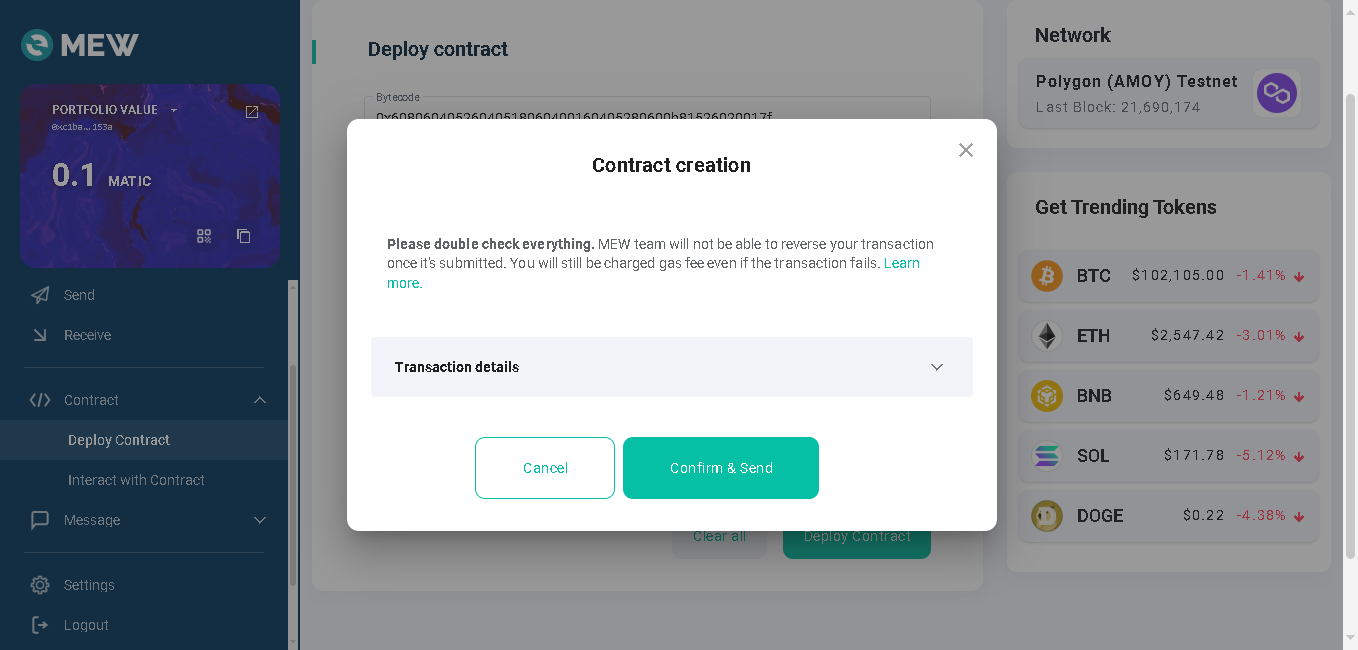 MEW
PORTFOLIO VALUE
0.1 MATIC
Send
Receive
Contract
Deploy Contract
Interact with Contract
Message
Settings
Logout
Deploy contract
Bytecode
Contract creation
Please double check everything. MEW team will not be able to reverse your transaction
once it's submitted. You will still be charged gas fee even if the transaction fails. Learn
more.
Transaction details
Cancel
Confirm & Send
Clear all
Deploy Contract
Network
Polygon (AMOY) Testnet
Last Block: 21,690,174
Get Trending Tokens
BTC $102,105.00 -1.41%
ETH $2,547.42 -3.01%
BNB $649.48 -1.21%
SOL $171.78 -5.12%
DOGE $0.22 -4.38%